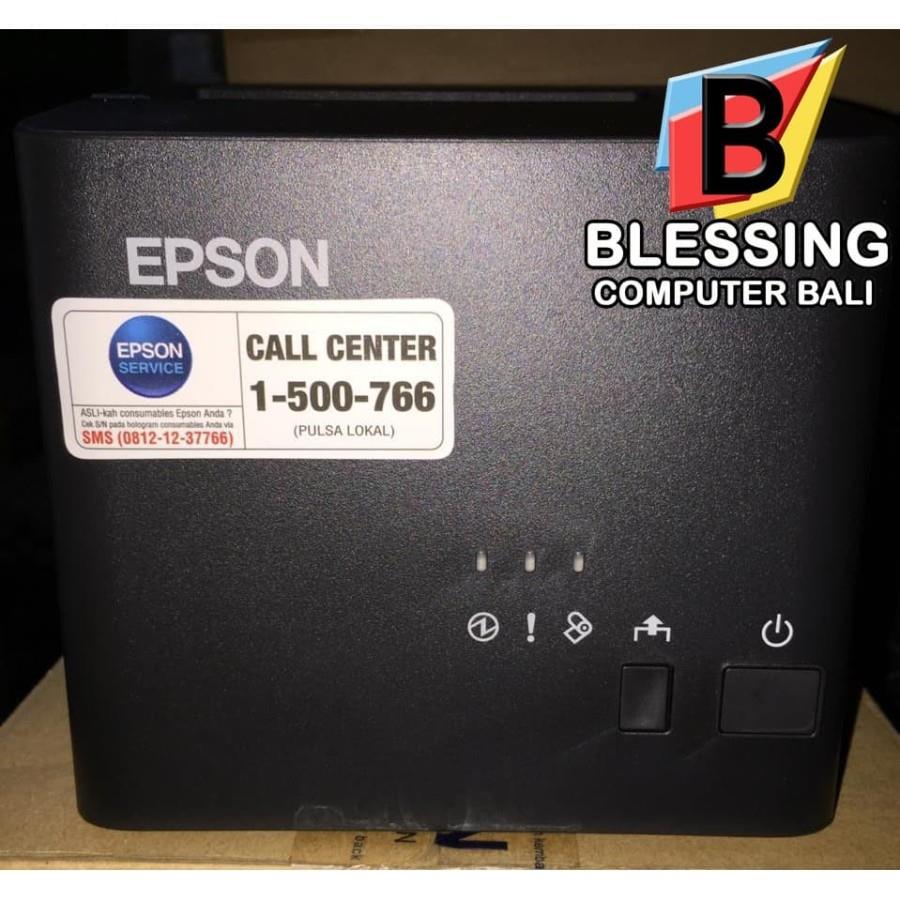 B
BLESSING
COMPUTER BALI
EPSON
EPSON
SERVICE
CALL CENTER
1-500-766
(PULSA LOKAL)
ASLI-kah consumables Epson Anda ?
Cek S/N pada hologram consumables Anda via
SMS (0812-12-37766)
back